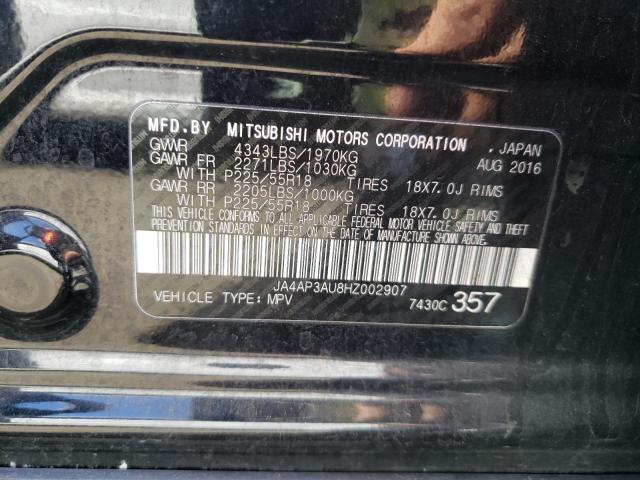 MFD.BY MITSUBISHI MOTORS CORPORATION , JAPAN
GVWR 4343LBS/1970KG AUG 2016
GAWR FR 2271LBS/1030KG
WITH P225/55R18 TIRES 18X7.0J RIMS
GAWR RR 2205LBS/1000KG
WITH P225/55R18 TIRES 18X7.0J RIMS
THIS VEHICLE CONFORMS TO ALL APPLICABLE FEDERAL MOTOR VEHICLE SAFETY AND THEFT
PREVENTION STANDARDS IN EFFECT ON THE DATE OF MANUFACTURE SHOWN ABOVE.
JA4AP3AU8HZ002907
VEHICLE TYPE: MPV 7430C 357